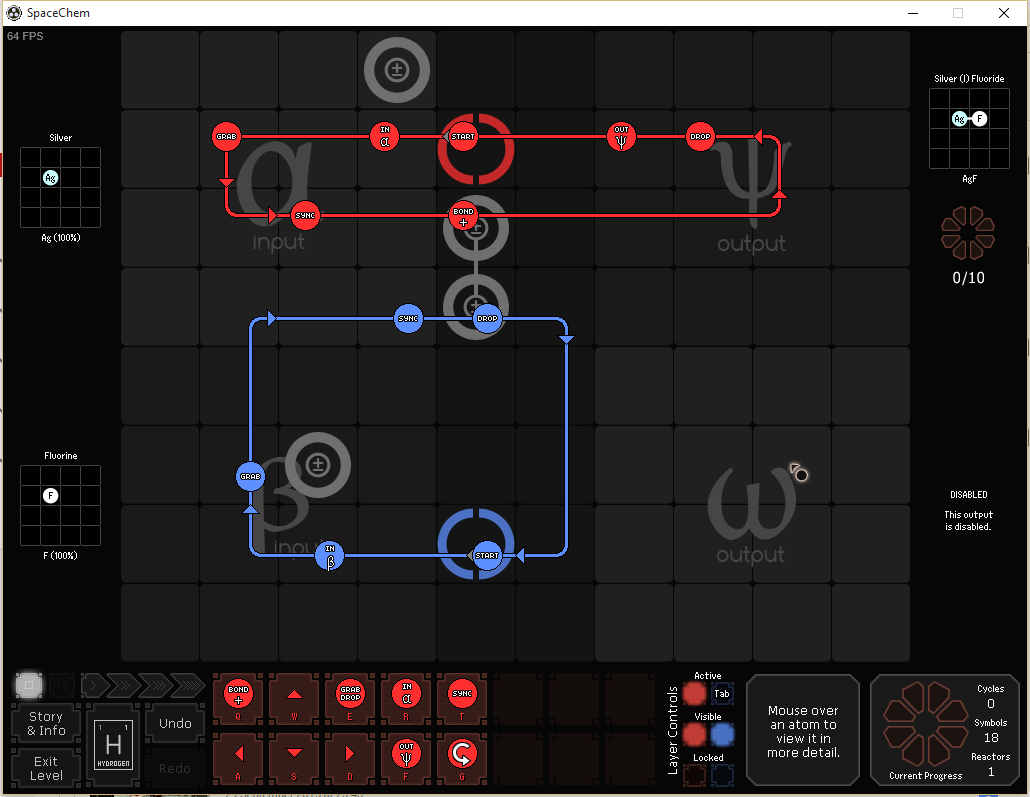 SpaceChem
64 FPS
Silver
Ag
Ag (100%)
Fluorine
F
F (100%)
±
GRAB
IN
α
START
OUT
ψ
DROP
α
input
ψ
output
SYNC
BOND
+
±
±
SYNC
DROP
GRAB
±
β
input
IN
β
START
ω
output
Silver (I) Fluoride
Ag
F
AgF
0/10
DISABLED
This output
is disabled.
Story
& Info
Exit
Level
1
1
H
HYDROGEN
Undo
Redo
BOND
+
Q
W
GRAB
DROP
E
IN
α
R
SYNC
T
A
S
D
OUT
ψ
F
G
Layer Controls
Active
Tab
Visible
Locked
Mouse over
an atom to
view it in
more detail.
Cycles
0
Symbols
18
Reactors
1
Current Progress